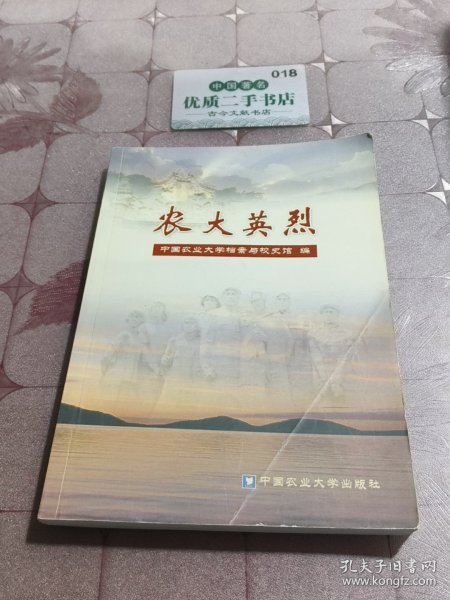 018
中国著名
优质二手书店
——古今文献书店
农大英烈
中国农业大学档案与校史馆 编
中国农业大学出版社
孔夫子旧书网
www.kongfz.com